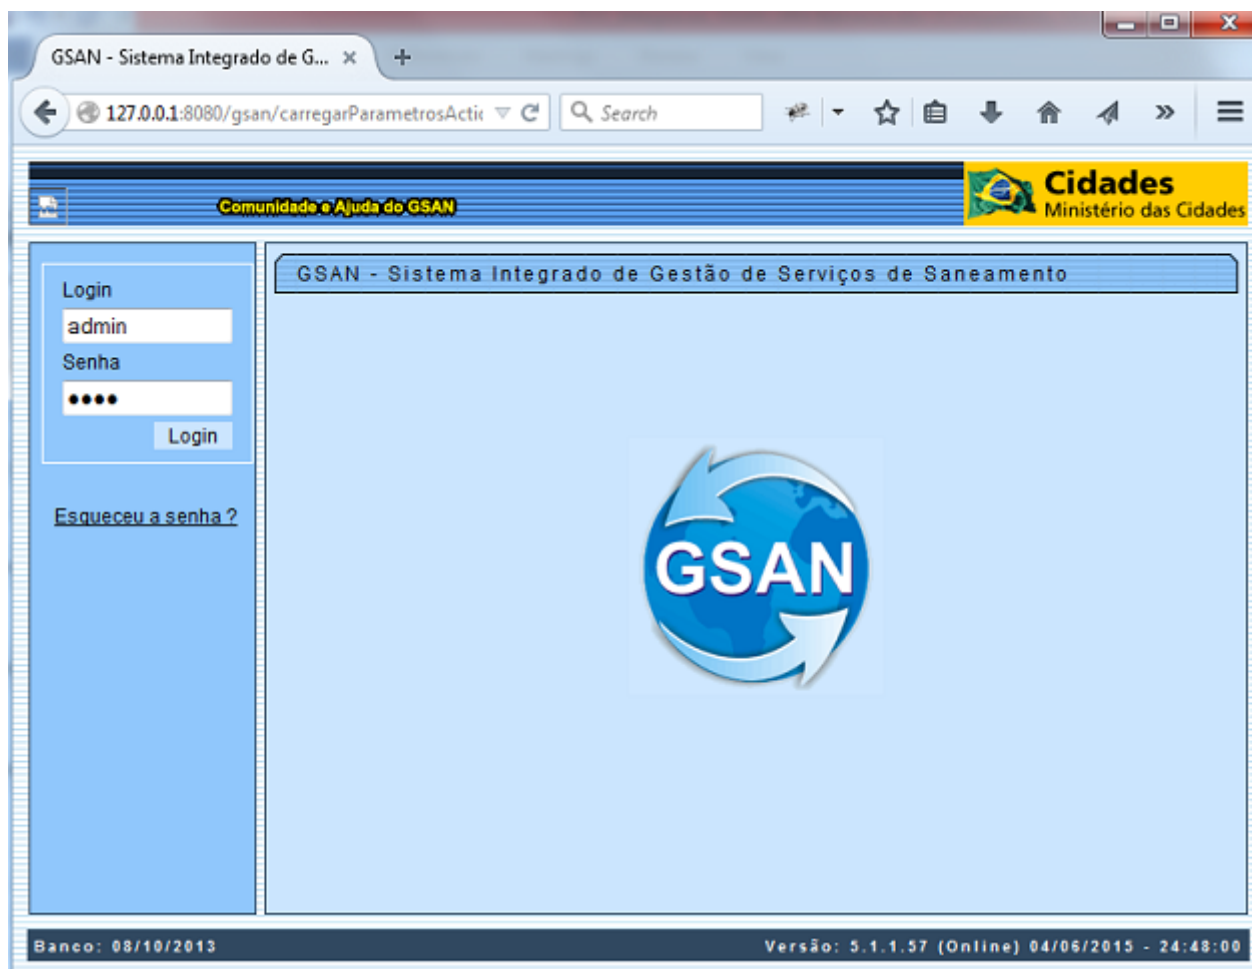 GSAN - Sistema Integrado de G...
127.0.0.1:8080/gsan/carregarParametrosActi
Search
Comunidade e Ajuda do GSAN
Cidades
Ministério das Cidades
GSAN - Sistema Integrado de Gestão de Serviços de Saneamento
Login
admin
Senha
Login
Esqueceu a senha ?
GSAN
Banco: 08/10/2013
Versão: 5.1.1.57 (Online) 04/06/2015 - 24:48:00